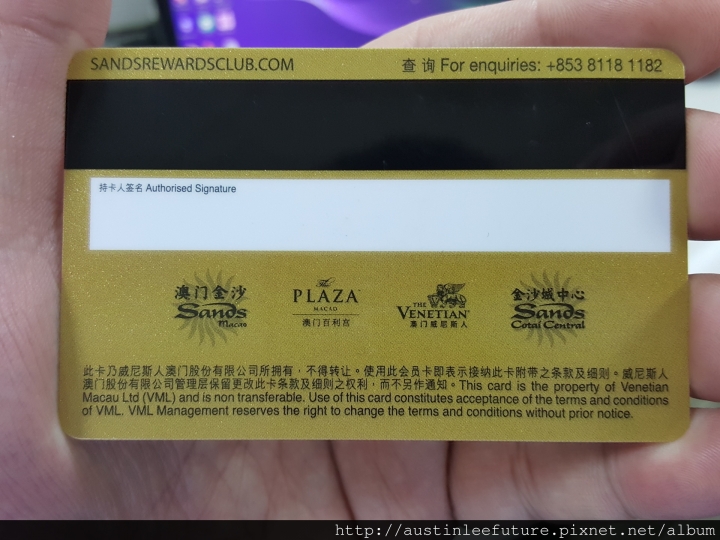 SANDSREWARDSCLUB.COM
查 询 For enquiries: +853 8118 1182
持卡人签名 Authorised Signature
澳门金沙
Sands
Macao
The
PLAZA
MACAO
澳门百利宫
THE
VENETIAN
澳门威尼斯人
金沙城中心
Sands
Cotai Central
此卡乃威尼斯人澳门股份有限公司所拥有，不得转让。使用此会员卡即表示接纳此卡附带之条款及细则。威尼斯人
澳门股份有限公司管理层保留更改此卡条款及细则之权利，而不另作通知。This card is the property of Venetian
Macau Ltd (VML) and is non transferable. Use of this card constitutes acceptance of the terms and conditions
of VML. VML Management reserves the right to change the terms and conditions without prior notice.
http://austinleefuture.pixnet.net/album